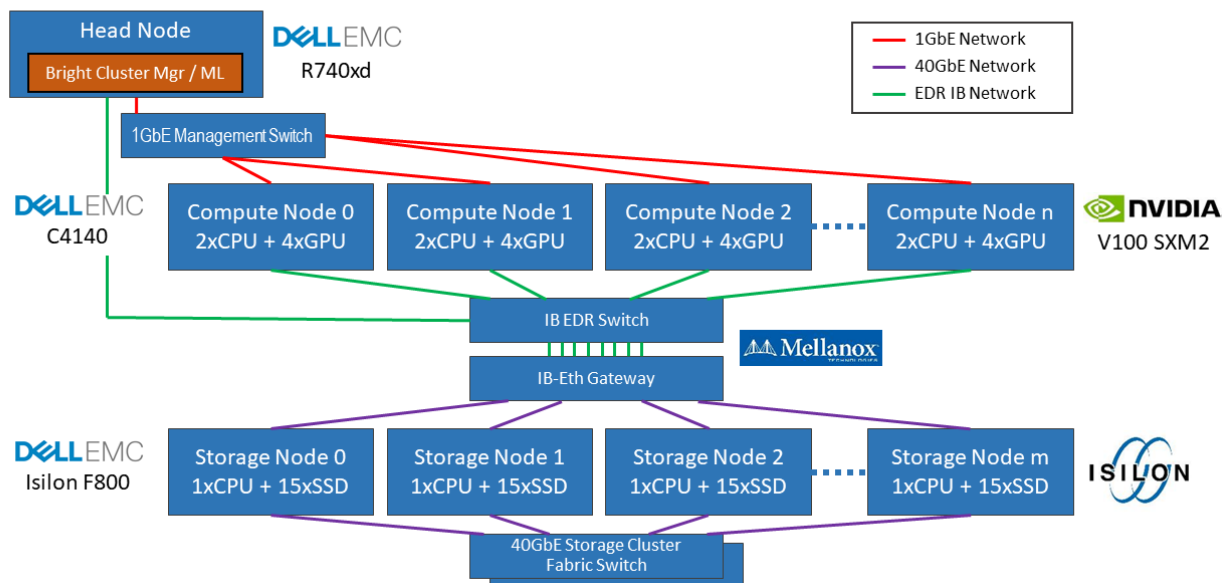 Head Node
Bright Cluster Mgr / ML
DELLEMC
R740xd
1GbE Network
40GbE Network
EDR IB Network
1GbE Management Switch
DELLEMC
C4140
Compute Node 0
2xCPU + 4xGPU
Compute Node 1
2xCPU + 4xGPU
Compute Node 2
2xCPU + 4xGPU
Compute Node n
2xCPU + 4xGPU
NVIDIA
V100 SXM2
IB EDR Switch
Mellanox
TECHNOLOGIES
IB-Eth Gateway
DELLEMC
Isilon F800
Storage Node 0
1xCPU + 15xSSD
Storage Node 1
1xCPU + 15xSSD
Storage Node 2
1xCPU + 15xSSD
Storage Node m
1xCPU + 15xSSD
ISILON
40GbE Storage Cluster
Fabric Switch